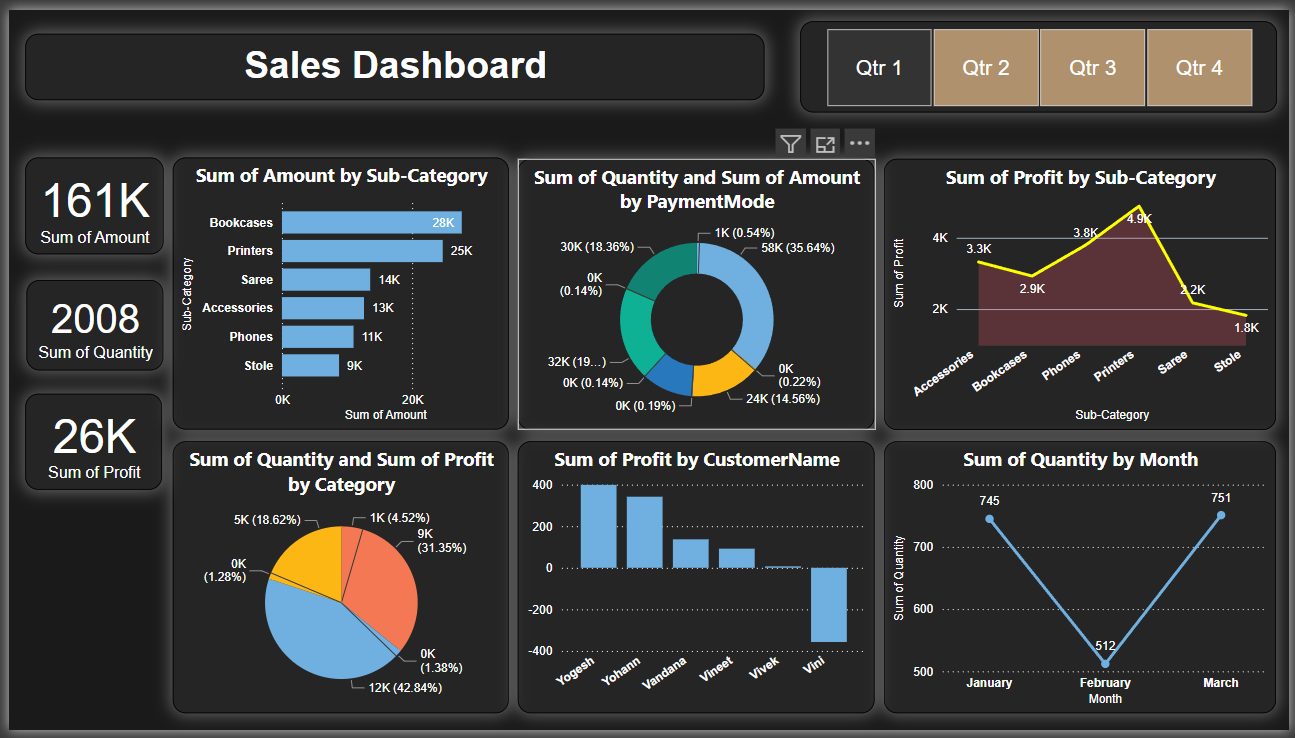 Sales Dashboard
Qtr 1
Qtr 2
Qtr 3
Qtr 4
161K
Sum of Amount
2008
Sum of Quantity
26K
Sum of Profit
Sum of Amount by Sub-Category
Sub-Category
Bookcases
28K
Printers
25K
Saree
14K
Accessories
13K
Phones
11K
Stole
9K
0K
20K
Sum of Amount
Sum of Quantity and Sum of Amount
by PaymentMode
1K (0.54%)
58K (35.64%)
0K
(0.22%)
24K (14.56%)
0K (0.19%)
0K (0.14%)
32K (19...)
0K
(0.14%)
30K (18.36%)
Sum of Profit by Sub-Category
Sum of Profit
4K
2K
3.3K
2.9K
3.8K
4.9K
2.2K
1.8K
Accessories
Bookcases
Phones
Printers
Saree
Stole
Sub-Category
Sum of Quantity and Sum of Profit
by Category
1K (4.52%)
9K
(31.35%)
0K
(1.38%)
12K (42.84%)
0K
(1.28%)
5K (18.62%)
Sum of Profit by CustomerName
400
200
0
-200
-400
Yogesh
Yohann
Vandana
Vineet
Vivek
Vini
Sum of Quantity by Month
Sum of Quantity
800
700
600
500
745
512
751
January
February
March
Month